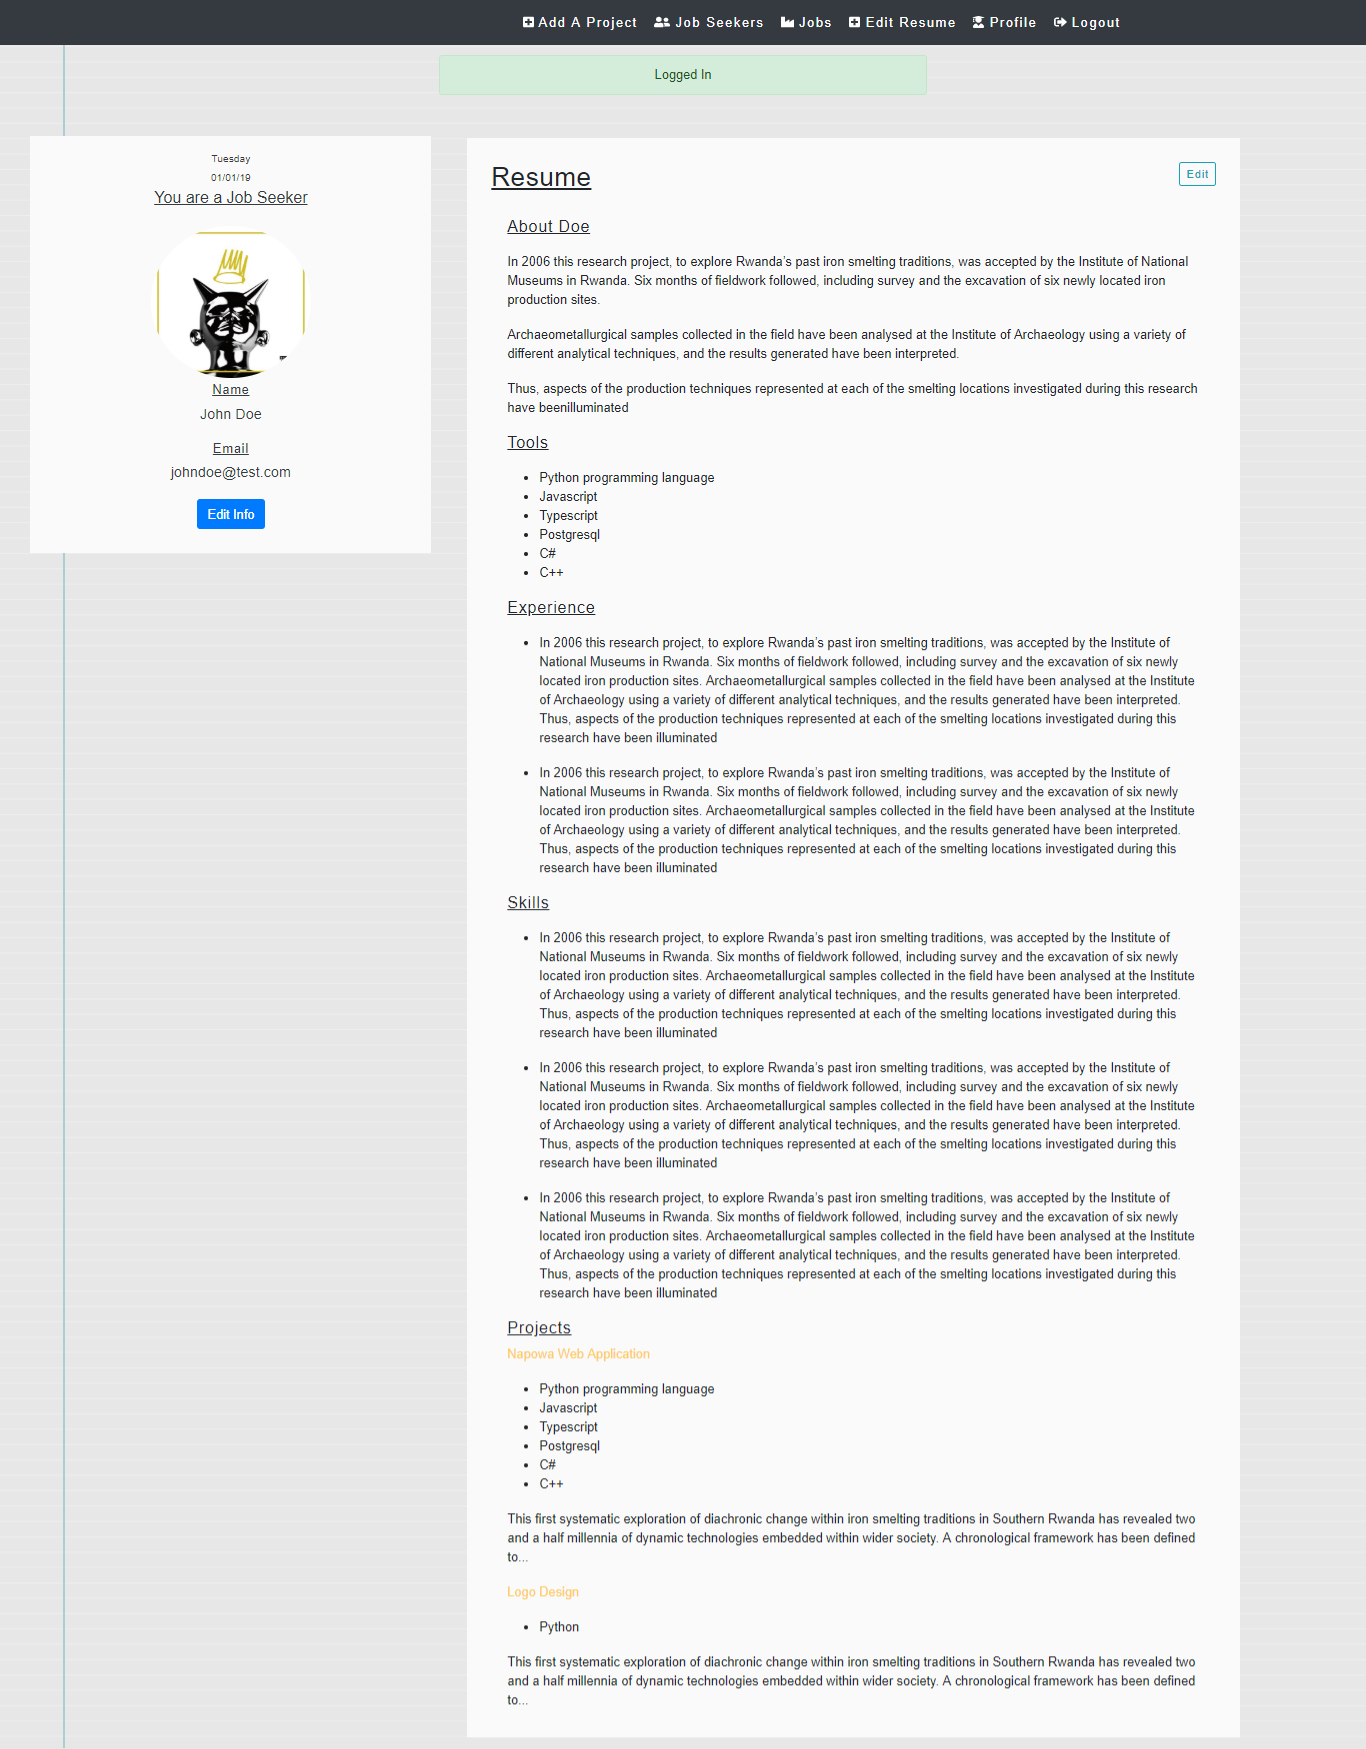 Add A Project Job Seekers Jobs Edit Resume Profile Logout
Logged In
Tuesday
01/01/19
You are a Job Seeker
Name
John Doe
Email
johndoe@test.com
Edit Info
Resume
Edit
About Doe
In 2006 this research project, to explore Rwanda's past iron smelting traditions, was accepted by the Institute of National
Museums in Rwanda. Six months of fieldwork followed, including survey and the excavation of six newly located iron
production sites.
Archaeometallurgical samples collected in the field have been analysed at the Institute of Archaeology using a variety of
different analytical techniques, and the results generated have been interpreted.
Thus, aspects of the production techniques represented at each of the smelting locations investigated during this research
have beenilluminated
Tools
• Python programming language
• Javascript
• Typescript
• Postgresql
• C#
• C++
Experience
• In 2006 this research project, to explore Rwanda's past iron smelting traditions, was accepted by the Institute of
National Museums in Rwanda. Six months of fieldwork followed, including survey and the excavation of six newly
located iron production sites. Archaeometallurgical samples collected in the field have been analysed at the Institute
of Archaeology using a variety of different analytical techniques, and the results generated have been interpreted.
Thus, aspects of the production techniques represented at each of the smelting locations investigated during this
research have been illuminated
• In 2006 this research project, to explore Rwanda's past iron smelting traditions, was accepted by the Institute of
National Museums in Rwanda. Six months of fieldwork followed, including survey and the excavation of six newly
located iron production sites. Archaeometallurgical samples collected in the field have been analysed at the Institute
of Archaeology using a variety of different analytical techniques, and the results generated have been interpreted.
Thus, aspects of the production techniques represented at each of the smelting locations investigated during this
research have been illuminated
Skills
• In 2006 this research project, to explore Rwanda's past iron smelting traditions, was accepted by the Institute of
National Museums in Rwanda. Six months of fieldwork followed, including survey and the excavation of six newly
located iron production sites. Archaeometallurgical samples collected in the field have been analysed at the Institute
of Archaeology using a variety of different analytical techniques, and the results generated have been interpreted.
Thus, aspects of the production techniques represented at each of the smelting locations investigated during this
research have been illuminated
• In 2006 this research project, to explore Rwanda's past iron smelting traditions, was accepted by the Institute of
National Museums in Rwanda. Six months of fieldwork followed, including survey and the excavation of six newly
located iron production sites. Archaeometallurgical samples collected in the field have been analysed at the Institute
of Archaeology using a variety of different analytical techniques, and the results generated have been interpreted.
Thus, aspects of the production techniques represented at each of the smelting locations investigated during this
research have been illuminated
• In 2006 this research project, to explore Rwanda's past iron smelting traditions, was accepted by the Institute of
National Museums in Rwanda. Six months of fieldwork followed, including survey and the excavation of six newly
located iron production sites. Archaeometallurgical samples collected in the field have been analysed at the Institute
of Archaeology using a variety of different analytical techniques, and the results generated have been interpreted.
Thus, aspects of the production techniques represented at each of the smelting locations investigated during this
research have been illuminated
Projects
Napowa Web Application
• Python programming language
• Javascript
• Typescript
• Postgresql
• C#
• C++
This first systematic exploration of diachronic change within iron smelting traditions in Southern Rwanda has revealed two
and a half millennia of dynamic technologies embedded within wider society. A chronological framework has been defined
to...
Logo Design
• Python
This first systematic exploration of diachronic change within iron smelting traditions in Southern Rwanda has revealed two
and a half millennia of dynamic technologies embedded within wider society. A chronological framework has been defined
to...